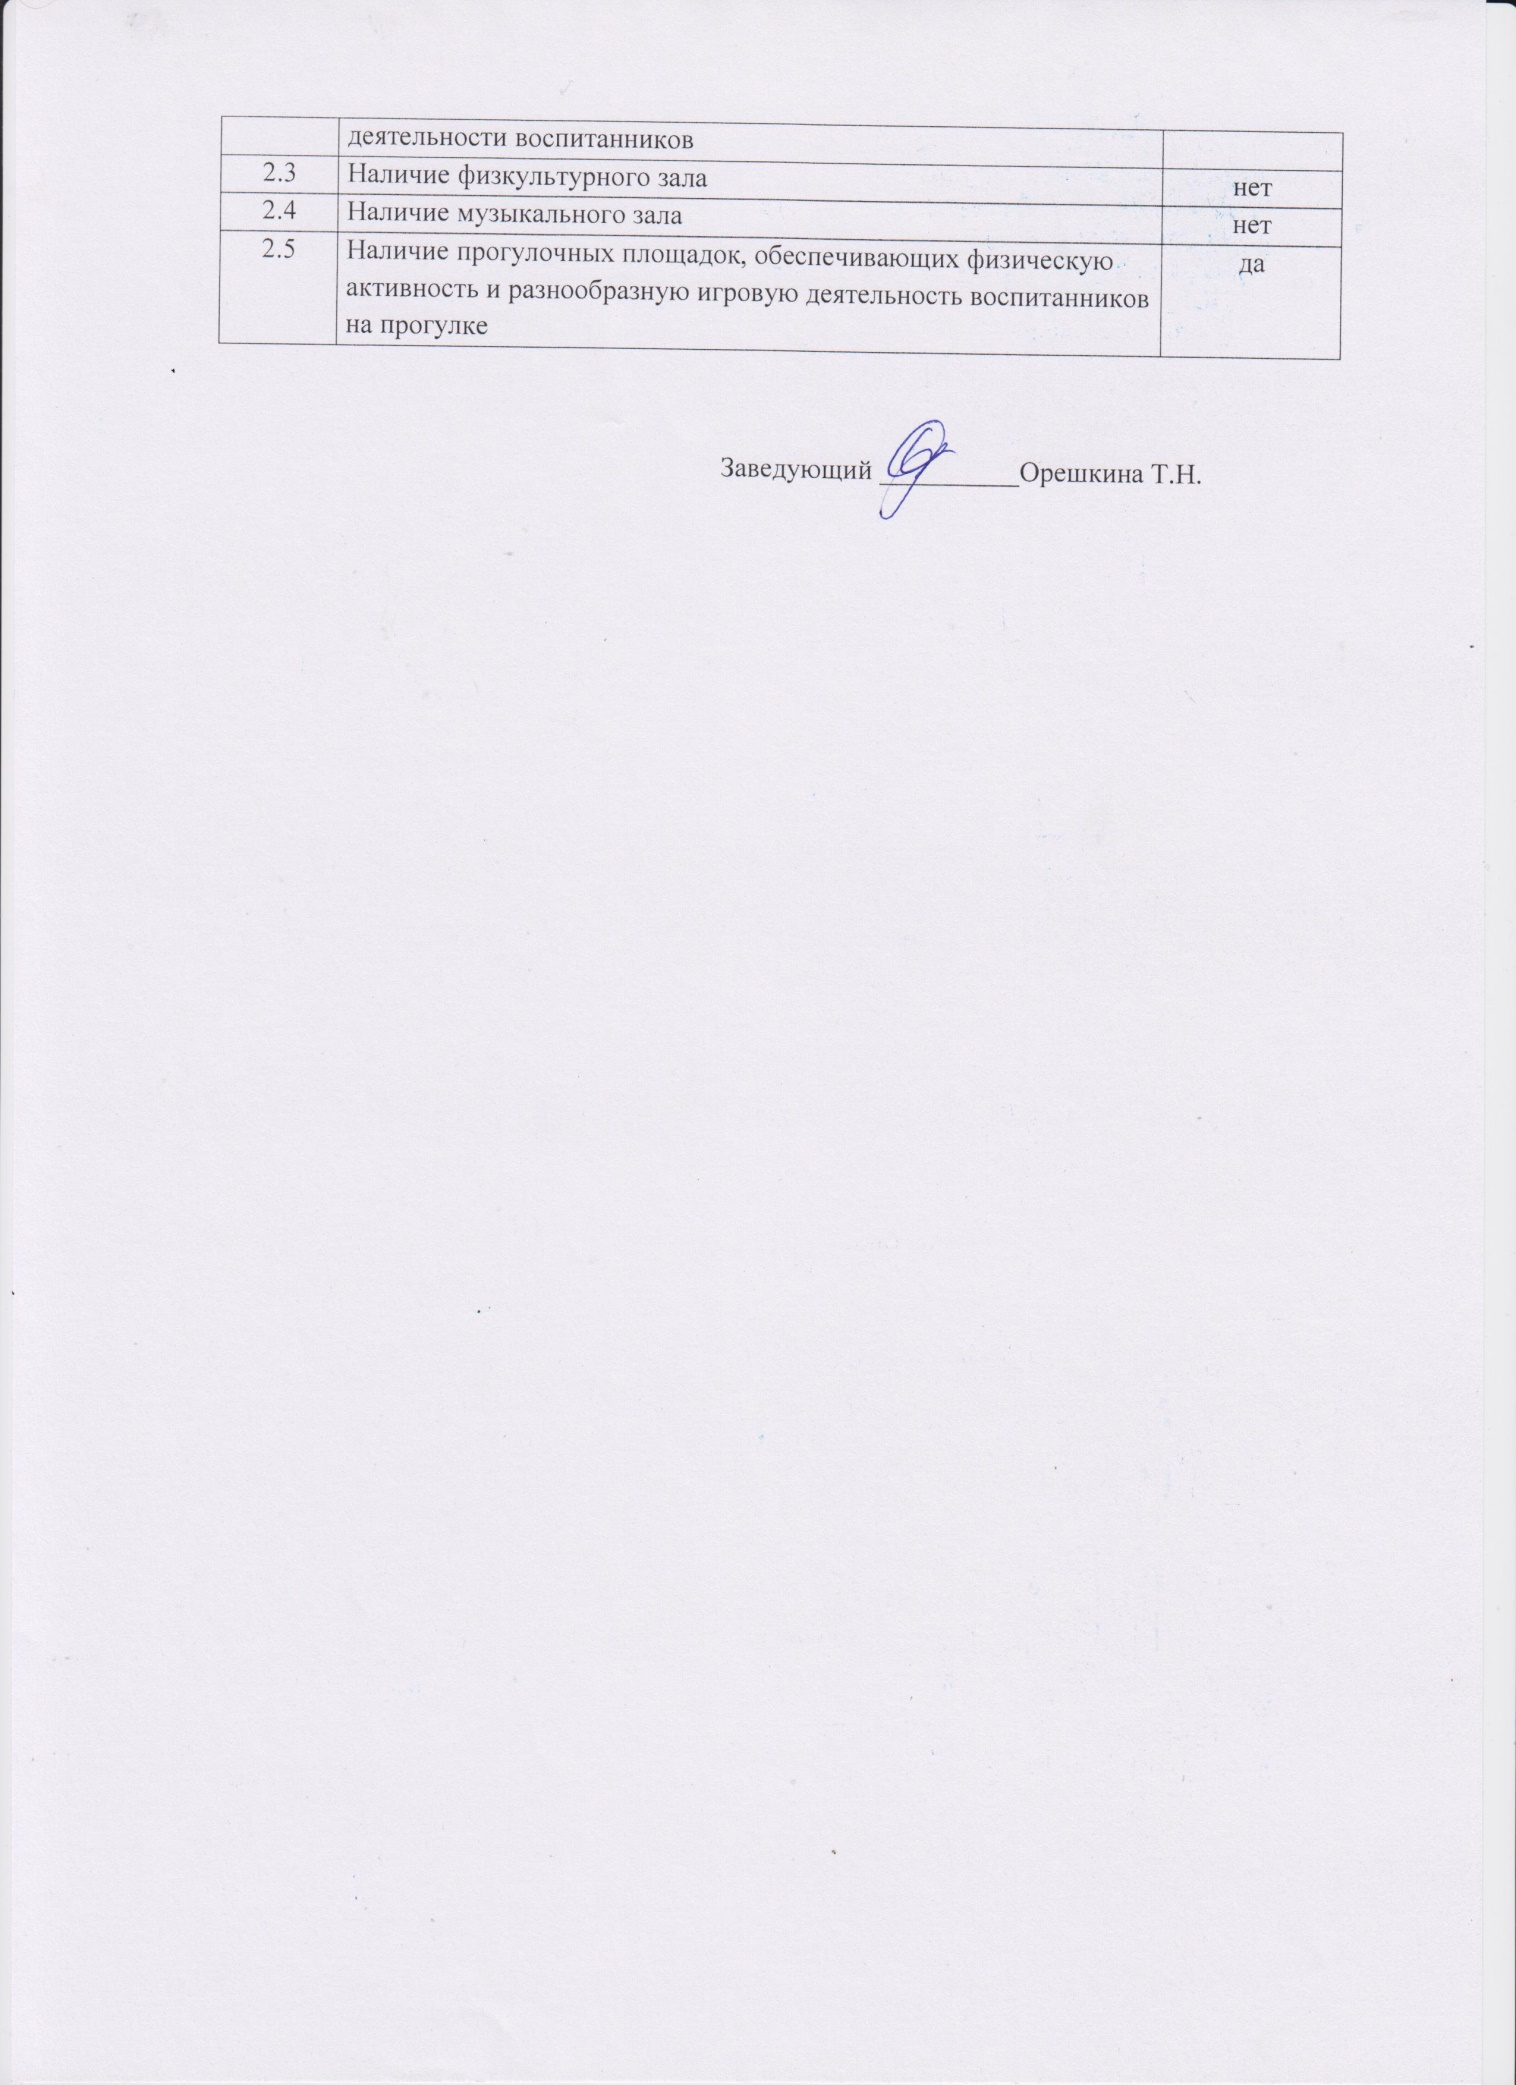 деятельности воспитанников
2.3 Наличие физкультурного зала нет
2.4 Наличие музыкального зала нет
2.5 Наличие прогулочных площадок, обеспечивающих физическую да
активность и разнообразную игровую деятельность воспитанников
на прогулке
Заведующий __________Орешкина Т.Н.